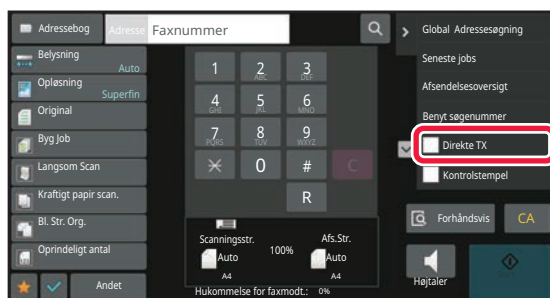 Adressebog
Adresse
Faxnummer
Belysning
Auto
Opløsning
Superfin
Original
Byg Job
Langsom Scan
Kraftigt papir scan.
Bl. Str. Org.
Oprindeligt antal
Andet
1
2
ABC
3
DEF
4
GHI
5
JKL
6
MNO
7
PQRS
8
TUV
9
WXYZ
0
#
C
R
Scanningsstr.
Auto
A4
100%
Afs.Str.
Auto
A4
Hukommelse for faxmodt.: 0%
Global Adressesøgning
Seneste jobs
Afsendelsesoversigt
Benyt søgenummer
Direkte TX
Kontrolstempel
Forhåndsvis
CA
Højtaler